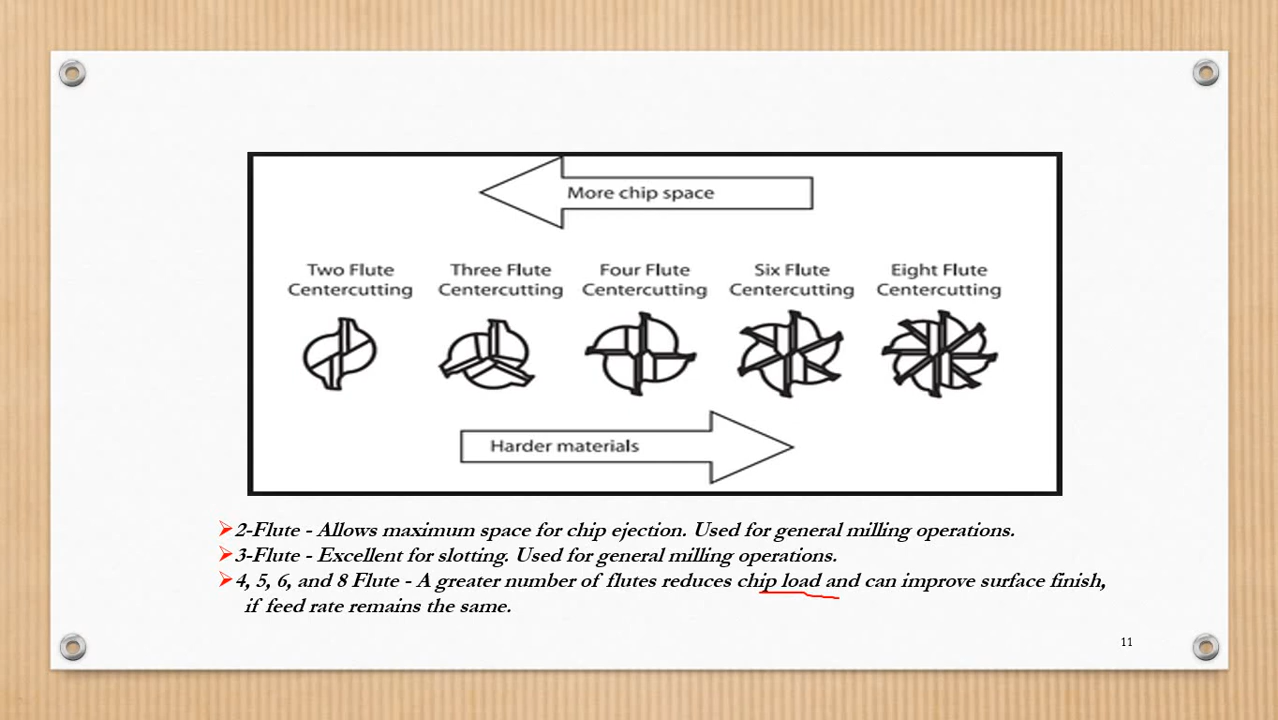 More chip space
Two Flute Centercutting
Three Flute Centercutting
Four Flute Centercutting
Six Flute Centercutting
Eight Flute Centercutting
Harder materials
2-Flute - Allows maximum space for chip ejection. Used for general milling operations.
3-Flute - Excellent for slotting. Used for general milling operations.
4, 5, 6, and 8 Flute - A greater number of flutes reduces chip load and can improve surface finish,
if feed rate remains the same.
11